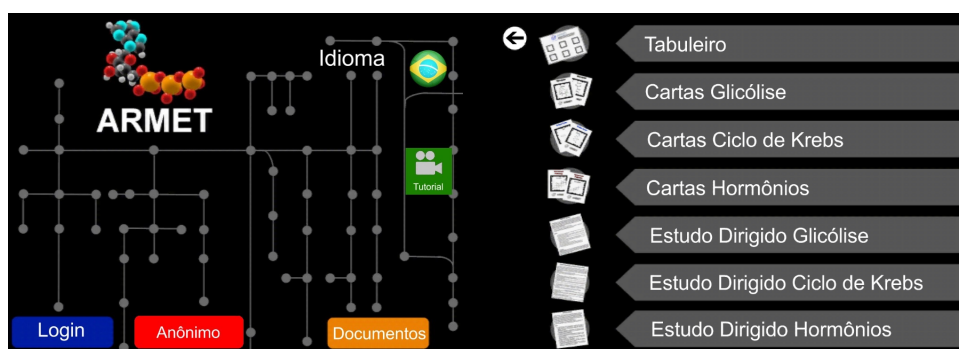 Idioma
ARMET
Tutorial
Login
Anônimo
Documentos
Tabuleiro
Cartas Glicólise
Cartas Ciclo de Krebs
Cartas Hormônios
Estudo Dirigido Glicólise
Estudo Dirigido Ciclo de Krebs
Estudo Dirigido Hormônios